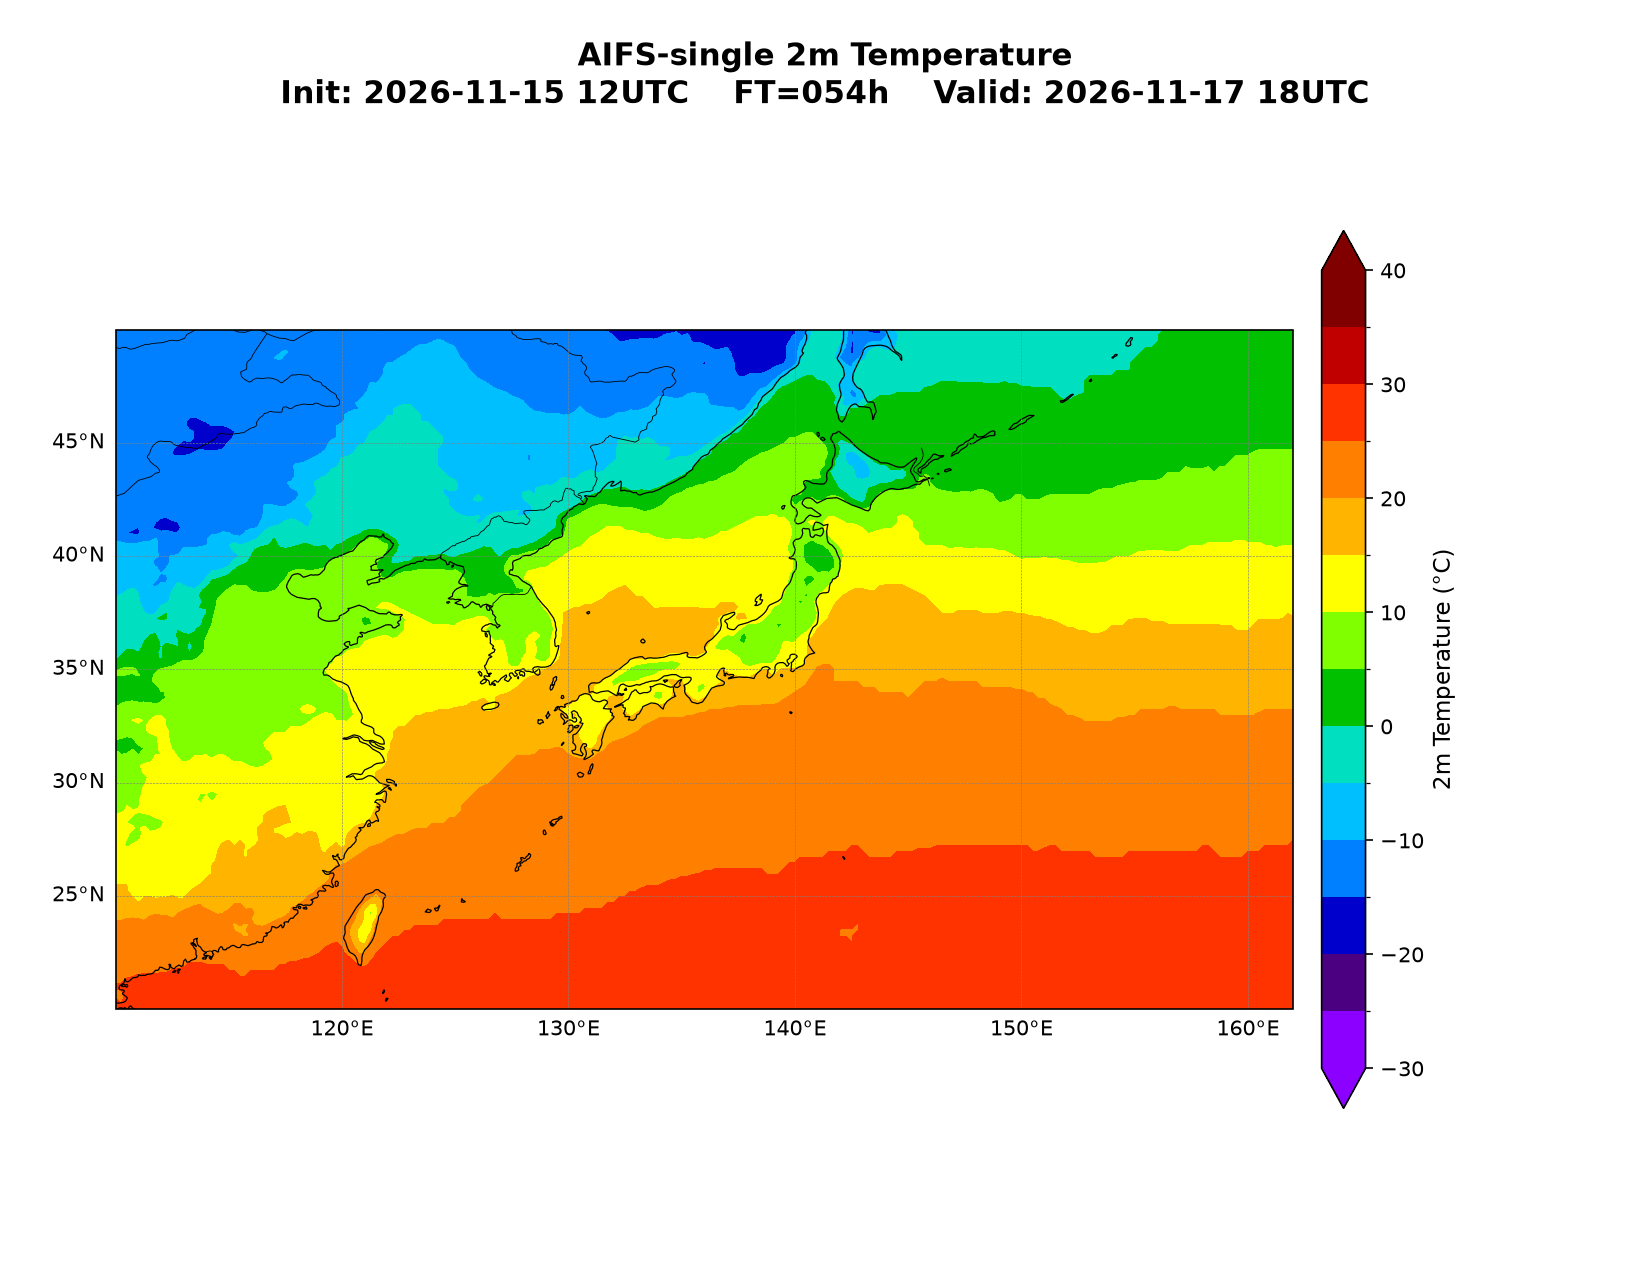 AIFS-single 2m Temperature
Init: 2026-11-15 12UTC    FT=054h    Valid: 2026-11-17 18UTC
45°N
40°N
35°N
30°N
25°N
120°E
130°E
140°E
150°E
160°E
40
30
20
10
0
−10
−20
−30
2m Temperature (°C)